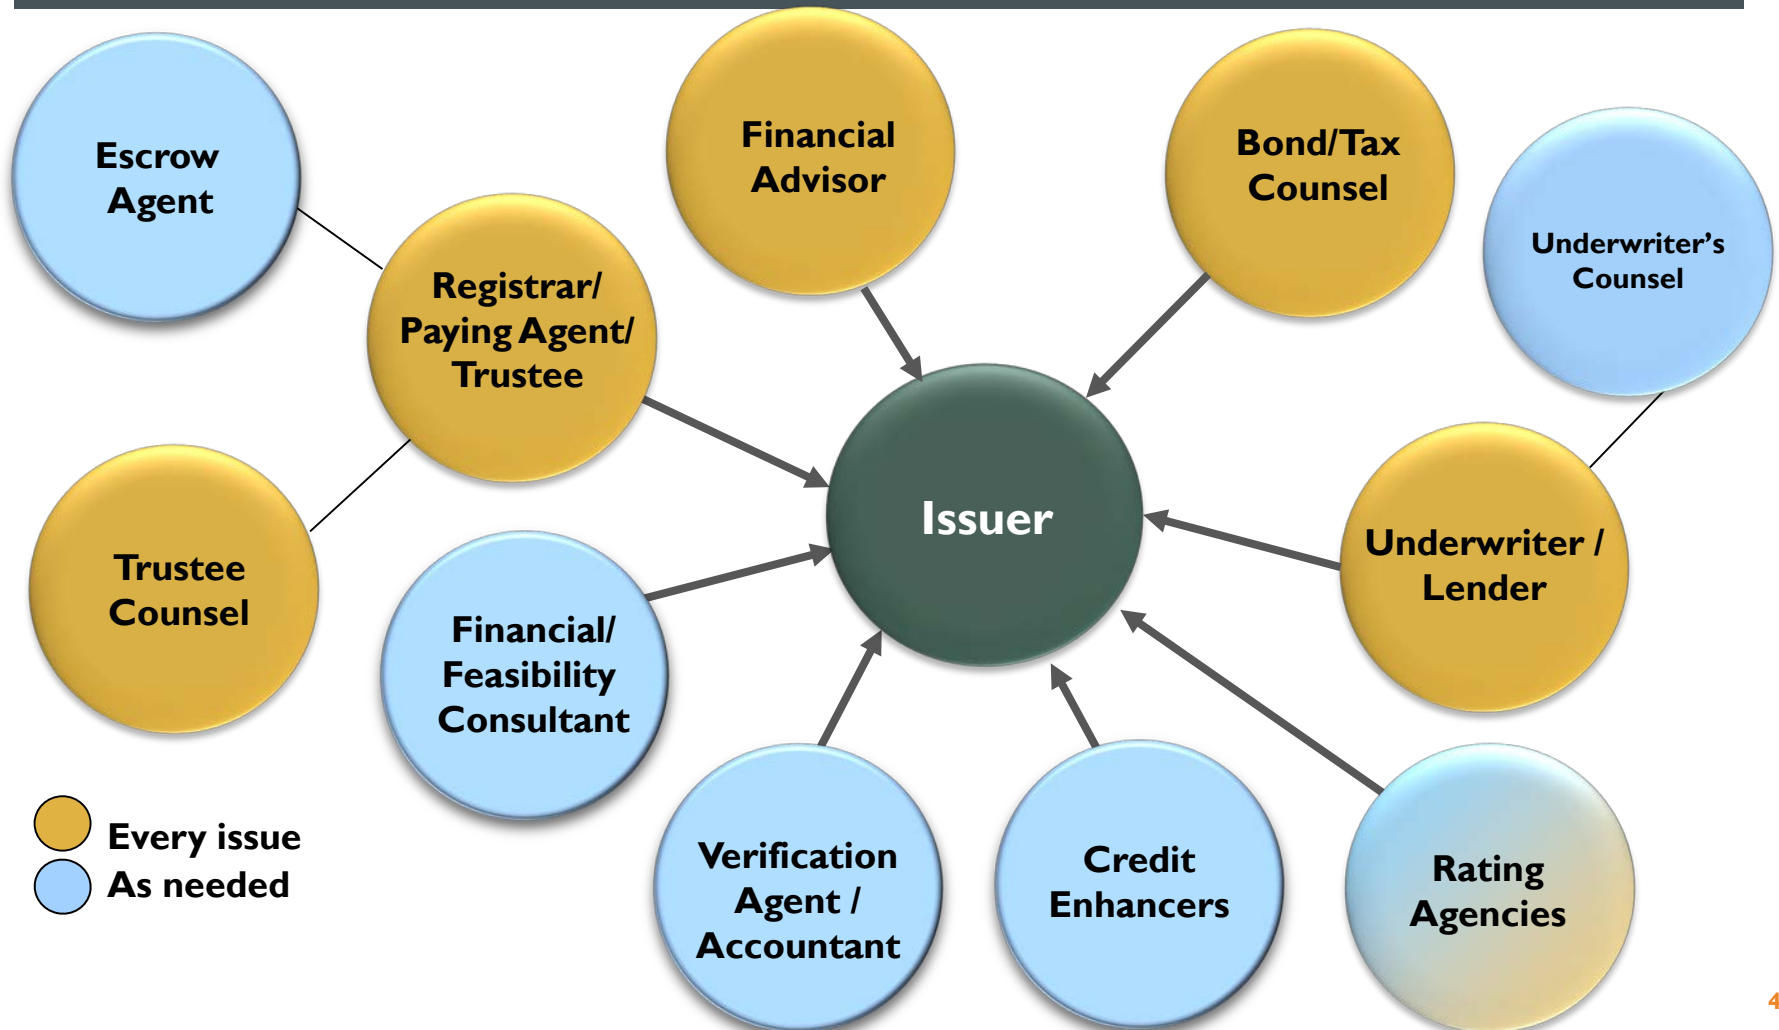 Escrow
Agent
Financial
Advisor
Bond/Tax
Counsel
Underwriter’s
Counsel
Registrar/
Paying Agent/
Trustee
Issuer
Underwriter /
Lender
Trustee
Counsel
Financial/
Feasibility
Consultant
Verification
Agent /
Accountant
Credit
Enhancers
Rating
Agencies
Every issue
As needed
4